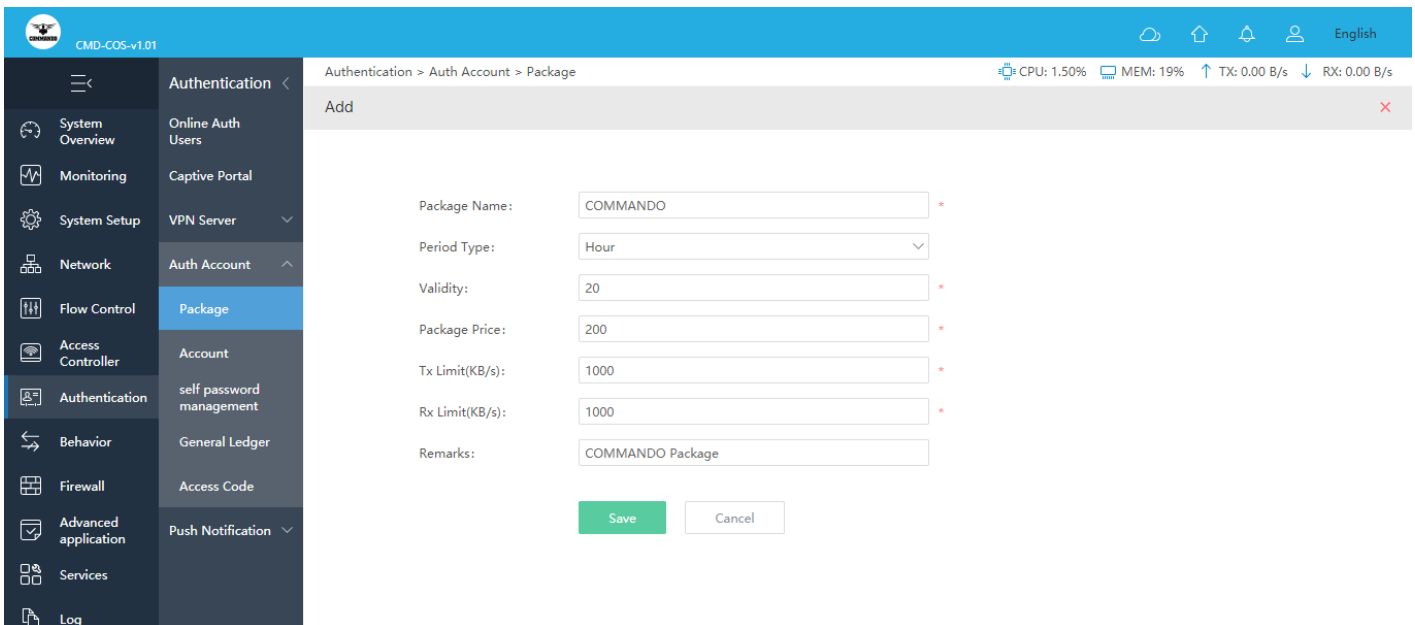 COMMANDO
CMD-COS-v1.01
English
Authentication
Authentication > Auth Account > Package
CPU: 1.50%
MEM: 19%
TX: 0.00 B/s
RX: 0.00 B/s
Add
System
Overview
Monitoring
System Setup
Network
Flow Control
Access
Controller
Authentication
Behavior
Firewall
Advanced
application
Services
Log
Online Auth
Users
Captive Portal
VPN Server
Auth Account
Package
Account
self password
management
General Ledger
Access Code
Push Notification
Package Name: COMMANDO *
Period Type: Hour
Validity: 20 *
Package Price: 200 *
Tx Limit(KB/s): 1000 *
Rx Limit(KB/s): 1000 *
Remarks: COMMANDO Package
Save
Cancel